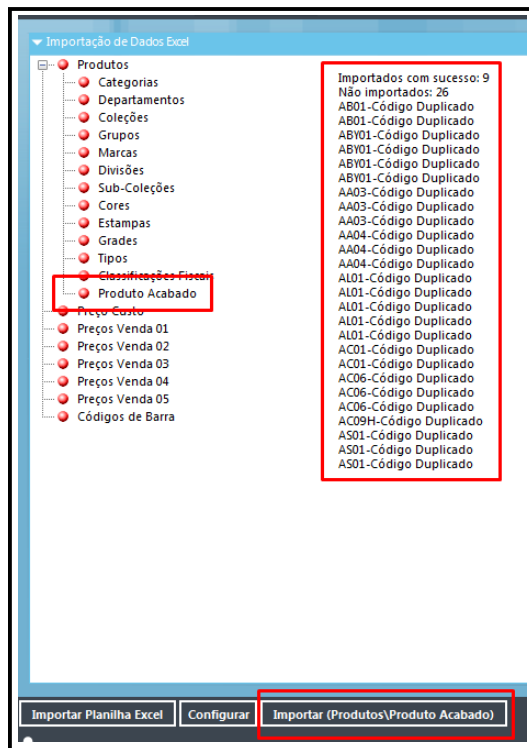 Importação de Dados Excel
Produtos
Categorias
Departamentos
Coleções
Grupos
Marcas
Divisões
Sub-Coleções
Cores
Estampas
Grades
Tipos
Classificações Fiscais
Produto Acabado
Preço Custo
Preços Venda 01
Preços Venda 02
Preços Venda 03
Preços Venda 04
Preços Venda 05
Códigos de Barra
Importados com sucesso: 9
Não importados: 26
AB01-Código Duplicado
AB01-Código Duplicado
ABY01-Código Duplicado
ABY01-Código Duplicado
ABY01-Código Duplicado
ABY01-Código Duplicado
AA03-Código Duplicado
AA03-Código Duplicado
AA03-Código Duplicado
AA04-Código Duplicado
AA04-Código Duplicado
AA04-Código Duplicado
AL01-Código Duplicado
AL01-Código Duplicado
AL01-Código Duplicado
AL01-Código Duplicado
AL01-Código Duplicado
AC01-Código Duplicado
AC01-Código Duplicado
AC06-Código Duplicado
AC06-Código Duplicado
AC06-Código Duplicado
AC09H-Código Duplicado
AS01-Código Duplicado
AS01-Código Duplicado
AS01-Código Duplicado
Importar Planilha Excel
Configurar
Importar (Produtos\Produto Acabado)